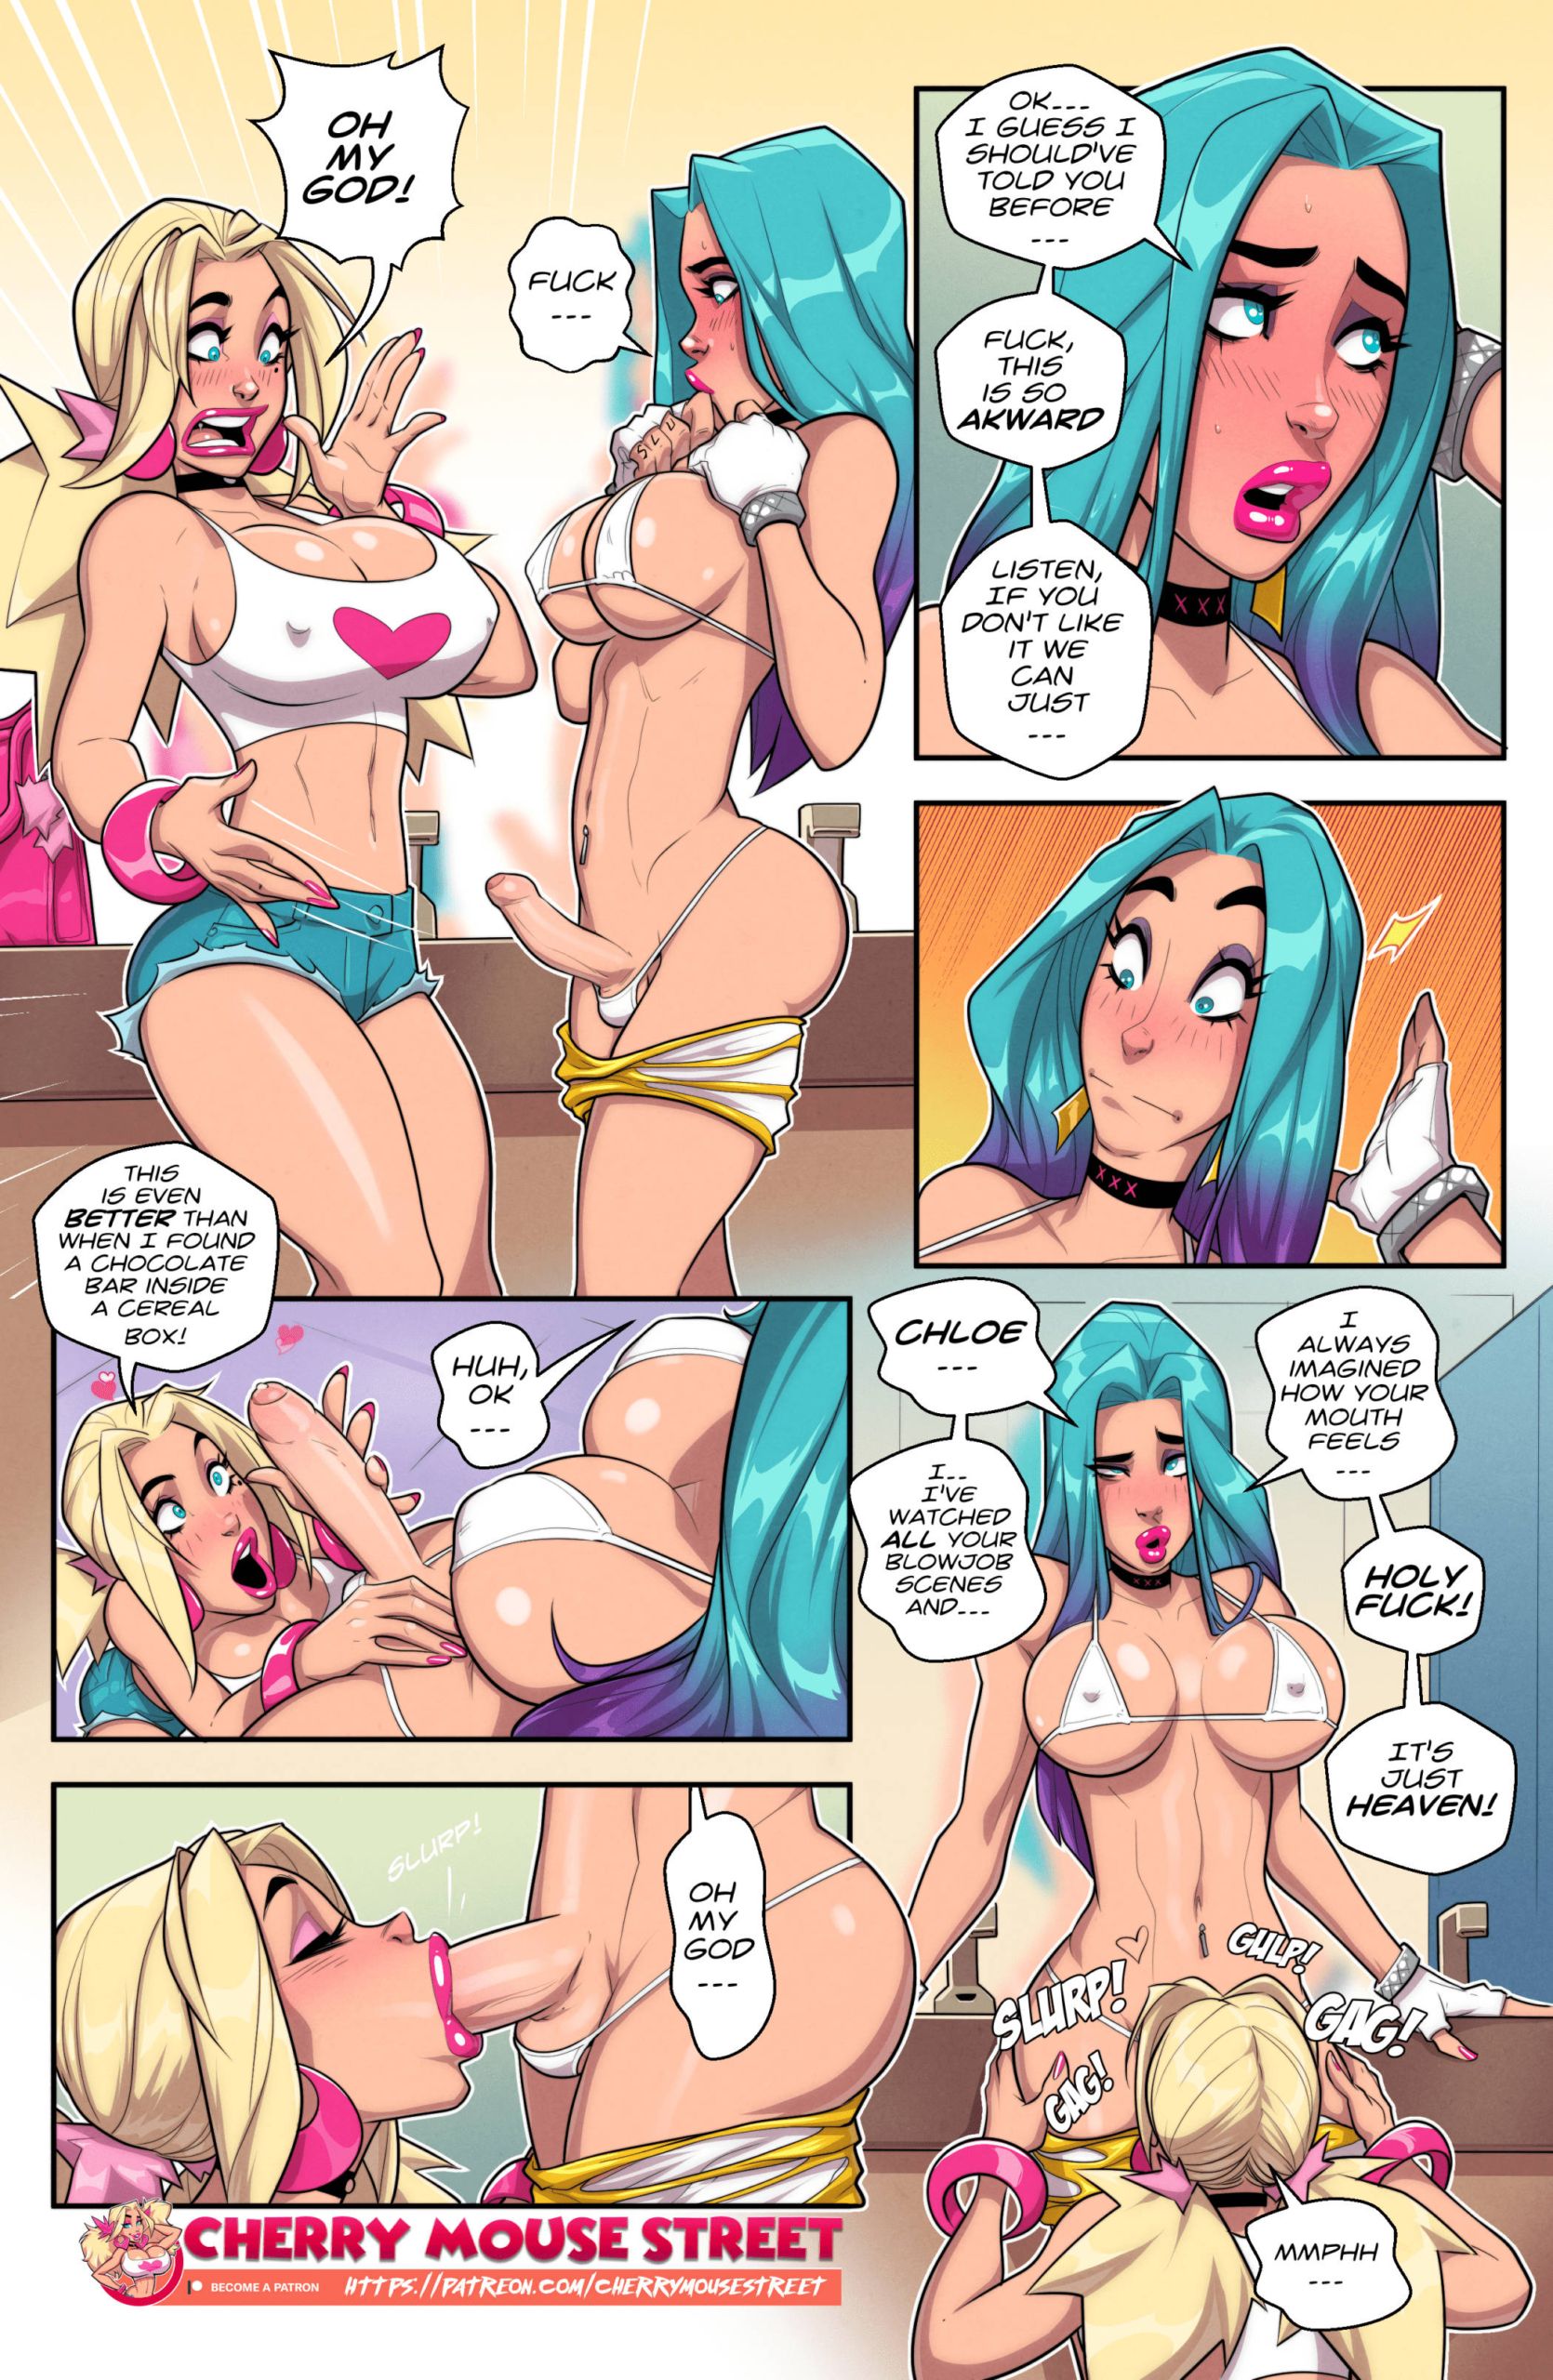 OH
MY
GOD!
FUCK
---
OK---
I GUESS I
SHOULD'VE
TOLD YOU
BEFORE
---
FUCK,
THIS
IS SO
AKWARD
LISTEN,
IF YOU
DON'T LIKE
IT WE
CAN
JUST
---
XXX
XXX
THIS
IS EVEN
BETTER THAN
WHEN I FOUND
A CHOCOLATE
BAR INSIDE
A CEREAL
BOX!
HUH,
OK
---
CHLOE
---
I--
I'VE
WATCHED
ALL YOUR
BLOWJOB
SCENES
AND---
I
ALWAYS
IMAGINED
HOW YOUR
MOUTH
FEELS
---
HOLY
FUCK!
IT'S
JUST
HEAVEN!
XXX
SLURP!
OH
MY
GOD
---
SLURP!
GULP!
GAG!
GAG!
MMPHH
---
CHERRY MOUSE STREET
BECOME A PATRON HTTPS://PATREON.COM/CHERRYMOUSESTREET